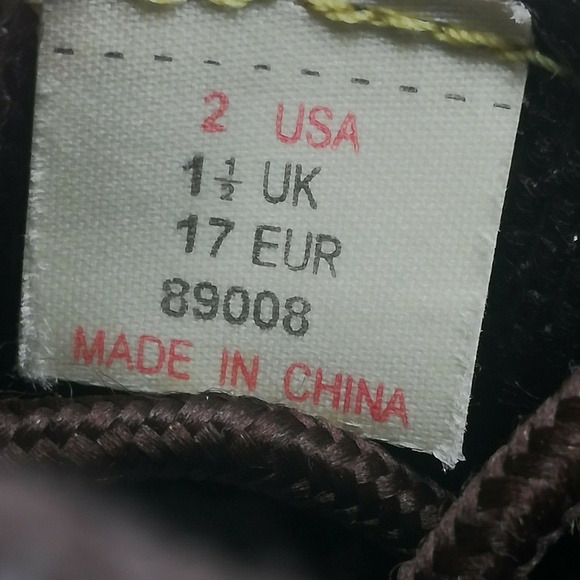 2 USA
1½ UK
17 EUR
89008
MADE IN CHINA